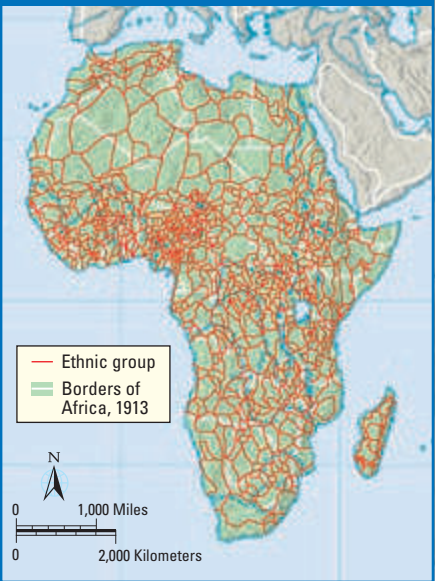 Ethnic group
Borders of
Africa, 1913
N
0 1,000 Miles
0 2,000 Kilometers